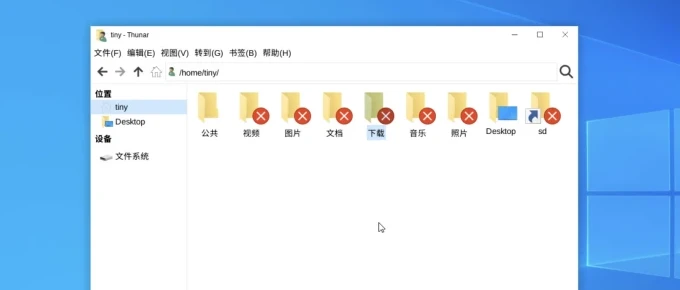 tiny - Thunar
文件(F) 编辑(E) 视图(V) 转到(G) 书签(B) 帮助(H)
/home/tiny/
位置
tiny
Desktop
设备
文件系统
公共 视频 图片 文档 下载 音乐 照片 Desktop sd